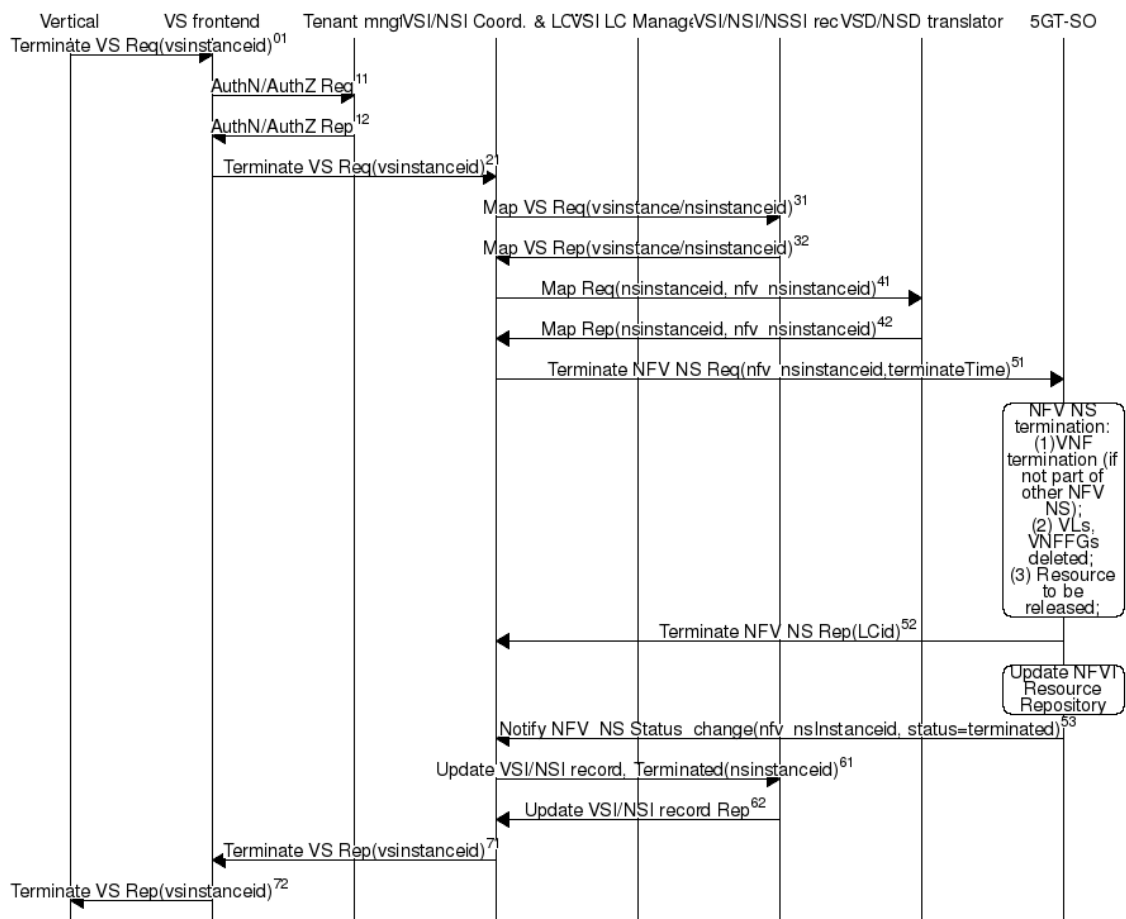 Vertical VS frontend Tenant mngt VSI/NSI Coord. & LC VSI LC Manage VSI/NSI/NSSI rec VSD/NSD translator 5GT-SO
Terminate VS Req(vsinstanceid)01
AuthN/AuthZ Req11
AuthN/AuthZ Rep12
Terminate VS Req(vsinstanceid)21
Map VS Req(vsinstance/nsinstanceid)31
Map VS Rep(vsinstance/nsinstanceid)32
Map Req(nsinstanceid, nfv_nsinstanceid)41
Map Rep(nsinstanceid, nfv_nsinstanceid)42
Terminate NFV NS Req(nfv_nsinstanceid,terminateTime)51
NFV NS
termination:
(1)VNF
termination (if
not part of
other NFV
NS);
(2) VLs,
VNFFGs
deleted;
(3) Resource
to be
released;
Terminate NFV NS Rep(LCid)52
Update NFVI
Resource
Repository
Notify NFV_NS Status_change(nfv_nsInstanceid, status=terminated)53
Update VSI/NSI record, Terminated(nsinstanceid)61
Update VSI/NSI record Rep62
Terminate VS Rep(vsinstanceid)71
Terminate VS Rep(vsinstanceid)72